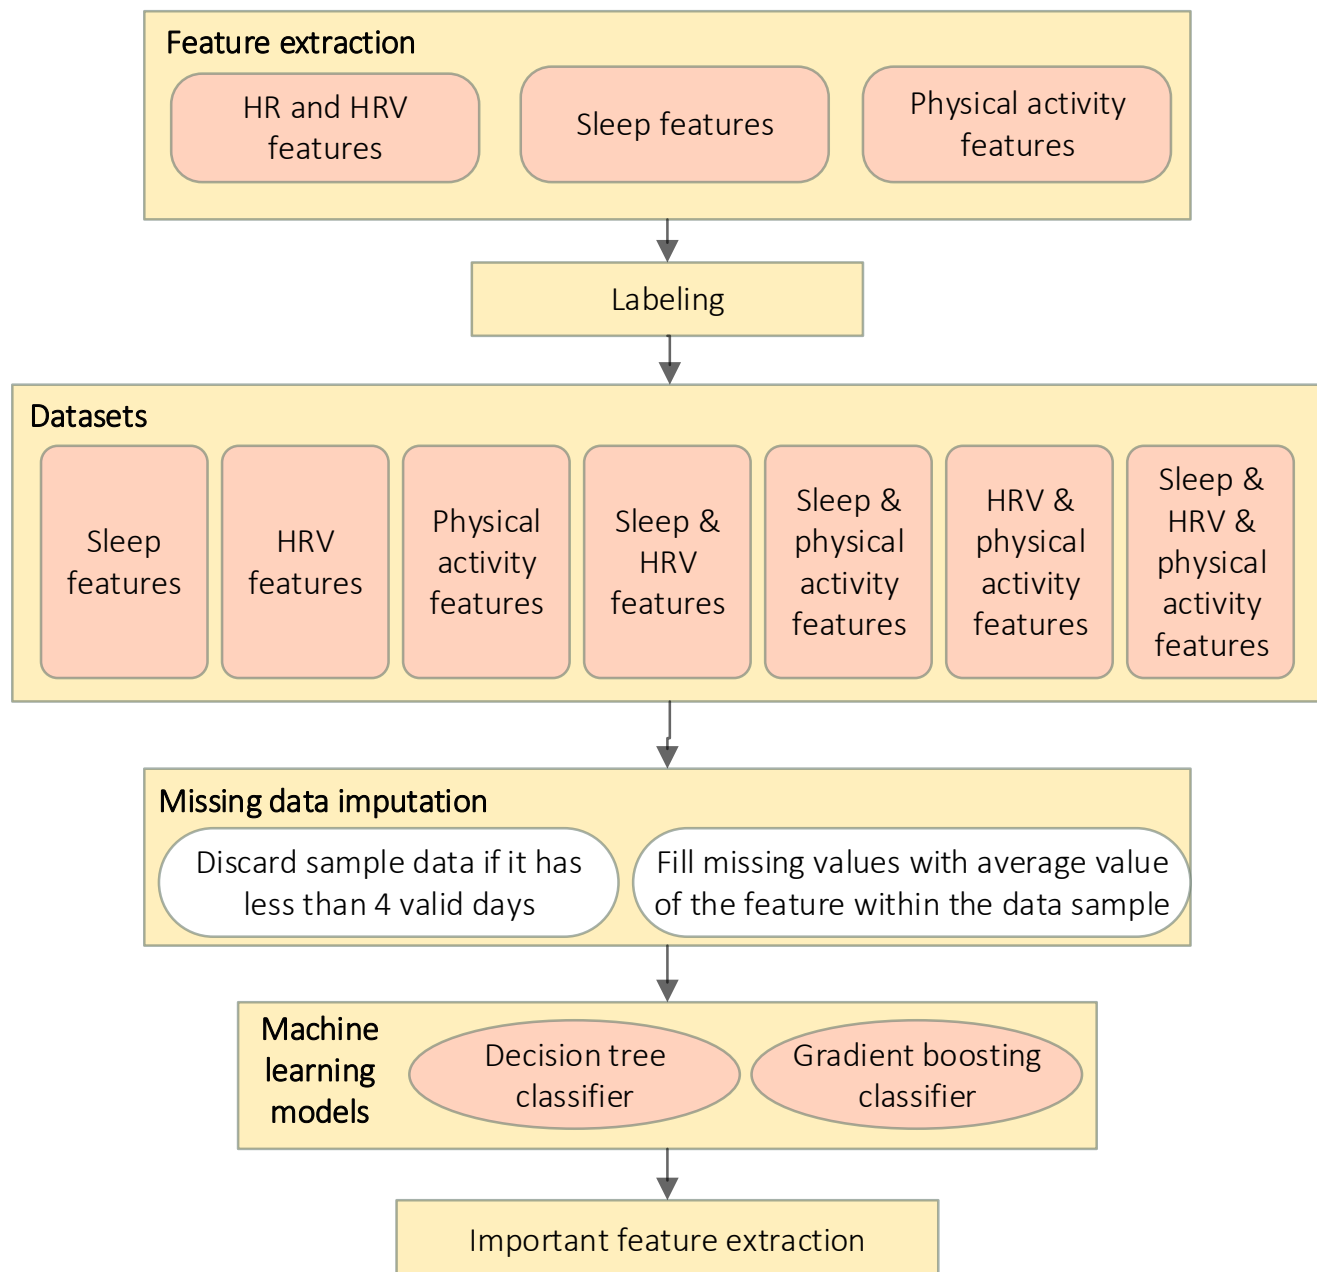 Feature extraction
HR and HRV
features
Sleep features
Physical activity
features
Labeling
Datasets
Sleep
features
HRV
features
Physical
activity
features
Sleep &
HRV
features
Sleep &
physical
activity
features
HRV &
physical
activity
features
Sleep &
HRV &
physical
activity
features
Missing data imputation
Discard sample data if it has
less than 4 valid days
Fill missing values with average value
of the feature within the data sample
Machine
learning
models
Decision tree
classifier
Gradient boosting
classifier
Important feature extraction